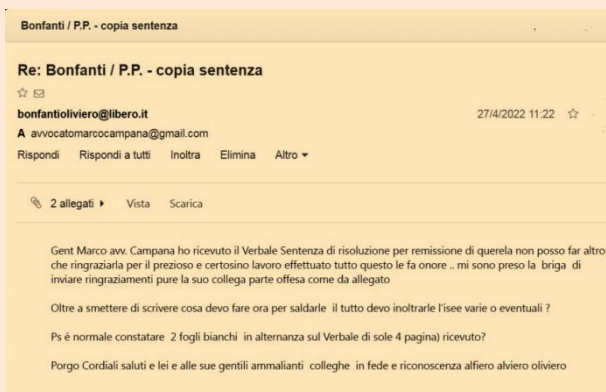 Bonfanti / P.P. - copia sentenza
Re: Bonfanti / P.P. - copia sentenza
bonfantioliviero@libero.it 27/4/2022 11:22
A avvocatomarcocampana@gmail.com
Rispondi Rispondi a tutti Inoltra Elimina Altro
2 allegati Vista Scarica
Gent Marco avv. Campana ho ricevuto il Verbale Sentenza di risoluzione per remissione di querela non posso far altro
che ringraziarla per il prezioso e certosino lavoro effettuato tutto questo le fa onore .. mi sono preso la briga di
inviare ringraziamenti pure la suo collega parte offesa come da allegato
Oltre a smettere di scrivere cosa devo fare ora per saldarle il tutto devo inoltrarle l'isee varie o eventuali ?
Ps è normale constatare 2 fogli bianchi in alternanza sul Verbale di sole 4 pagina) ricevuto?
Porgo Cordiali saluti e lei e alle sue gentili ammalianti colleghe in fede e riconoscenza alfiero alviero oliviero